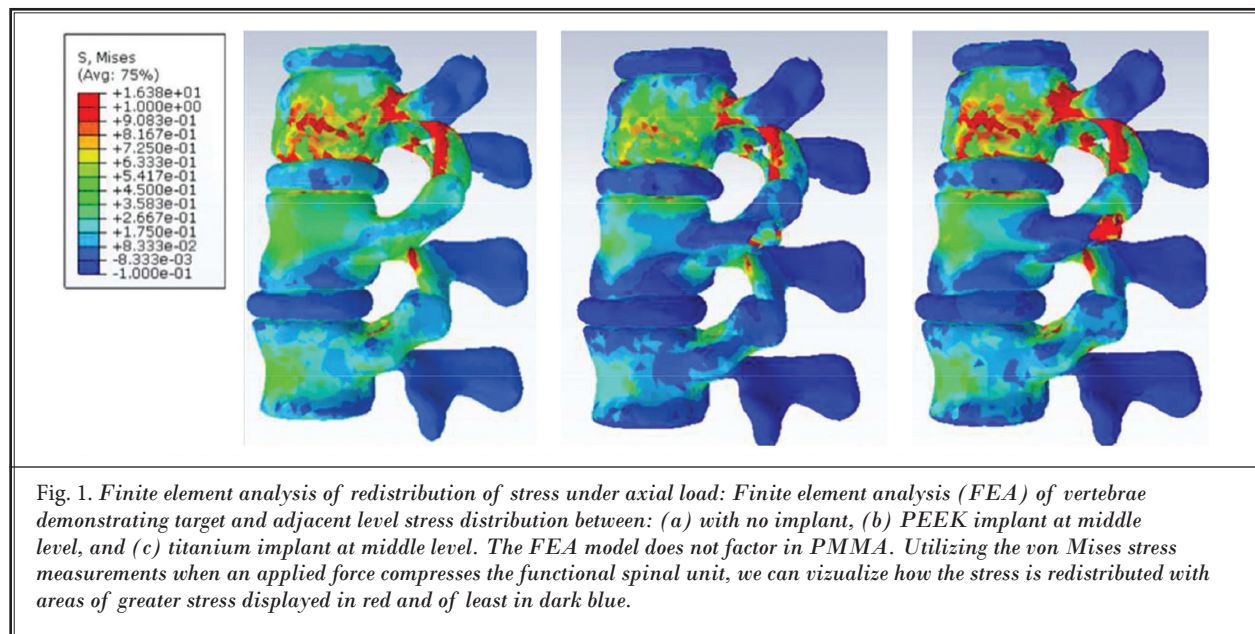 S, Mises
(Avg: 75%)
+1.638e+01
+1.000e+00
+9.083e-01
+8.167e-01
+7.250e-01
+6.333e-01
+5.417e-01
+4.500e-01
+3.583e-01
+2.667e-01
+1.750e-01
+8.333e-02
-8.333e-03
-1.000e-01
Fig. 1. Finite element analysis of redistribution of stress under axial load: Finite element analysis (FEA) of vertebrae
demonstrating target and adjacent level stress distribution between: (a) with no implant, (b) PEEK implant at middle
level, and (c) titanium implant at middle level. The FEA model does not factor in PMMA. Utilizing the von Mises stress
measurements when an applied force compresses the functional spinal unit, we can vizualize how the stress is redistributed with
areas of greater stress displayed in red and of least in dark blue.